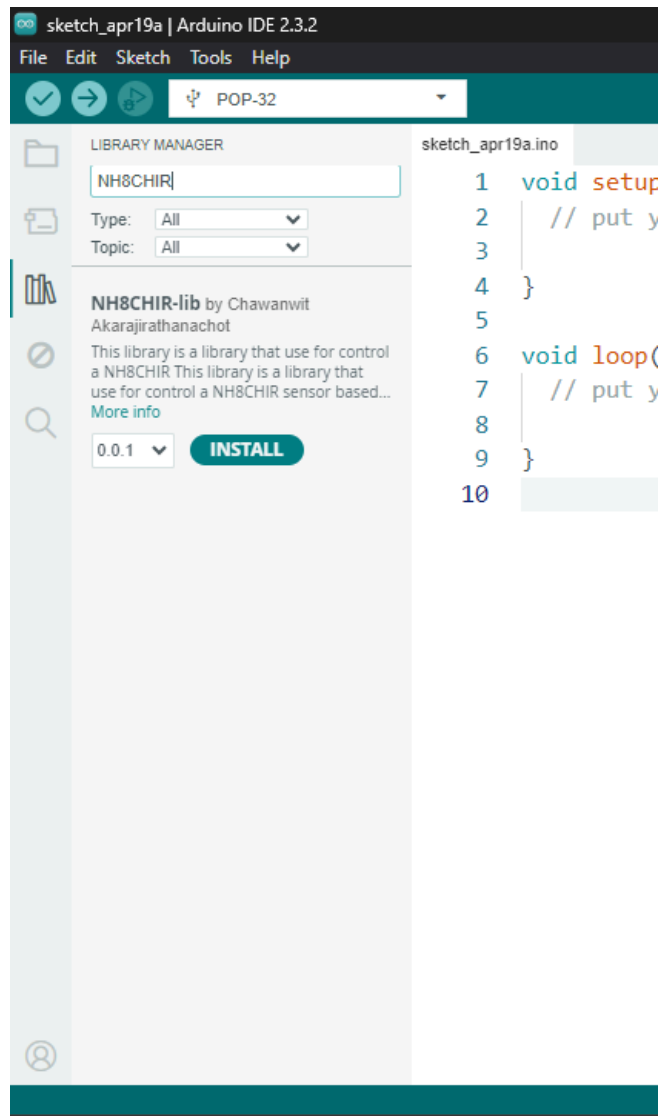 sketch_apr19a | Arduino IDE 2.3.2
File Edit Sketch Tools Help
POP-32
LIBRARY MANAGER
NH8CHIR
Type: All
Topic: All
NH8CHIR-lib by Chawanwit
Akarajirathanachot
This library is a library that use for control
a NH8CHIR This library is a library that
use for control a NH8CHIR sensor based...
More info
0.0.1 INSTALL
sketch_apr19a.ino
1 void setup
2 // put y
3
4 }
5
6 void loop(
7 // put y
8
9 }
10